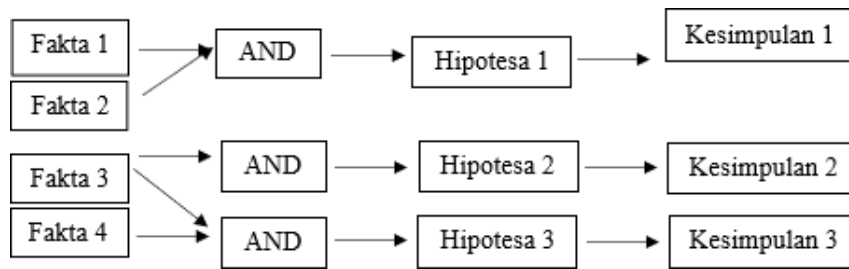 Fakta 1
Fakta 2
AND
Hipotesa 1
Kesimpulan 1
Fakta 3
Fakta 4
AND
Hipotesa 2
Kesimpulan 2
AND
Hipotesa 3
Kesimpulan 3